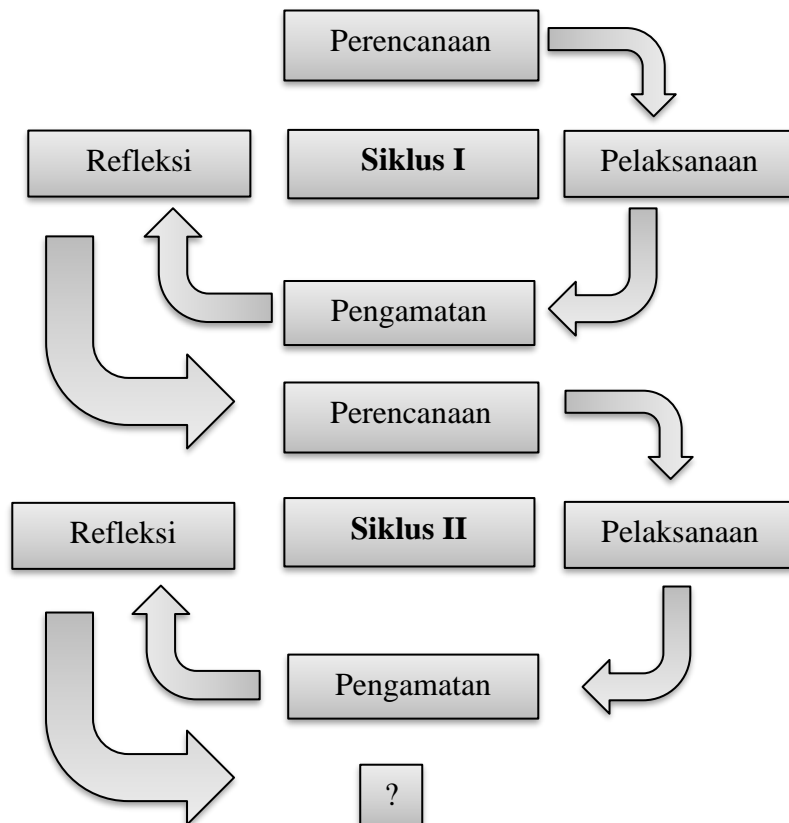 Perencanaan
Refleksi
Siklus I
Pelaksanaan
Pengamatan
Perencanaan
Refleksi
Siklus II
Pelaksanaan
Pengamatan
?